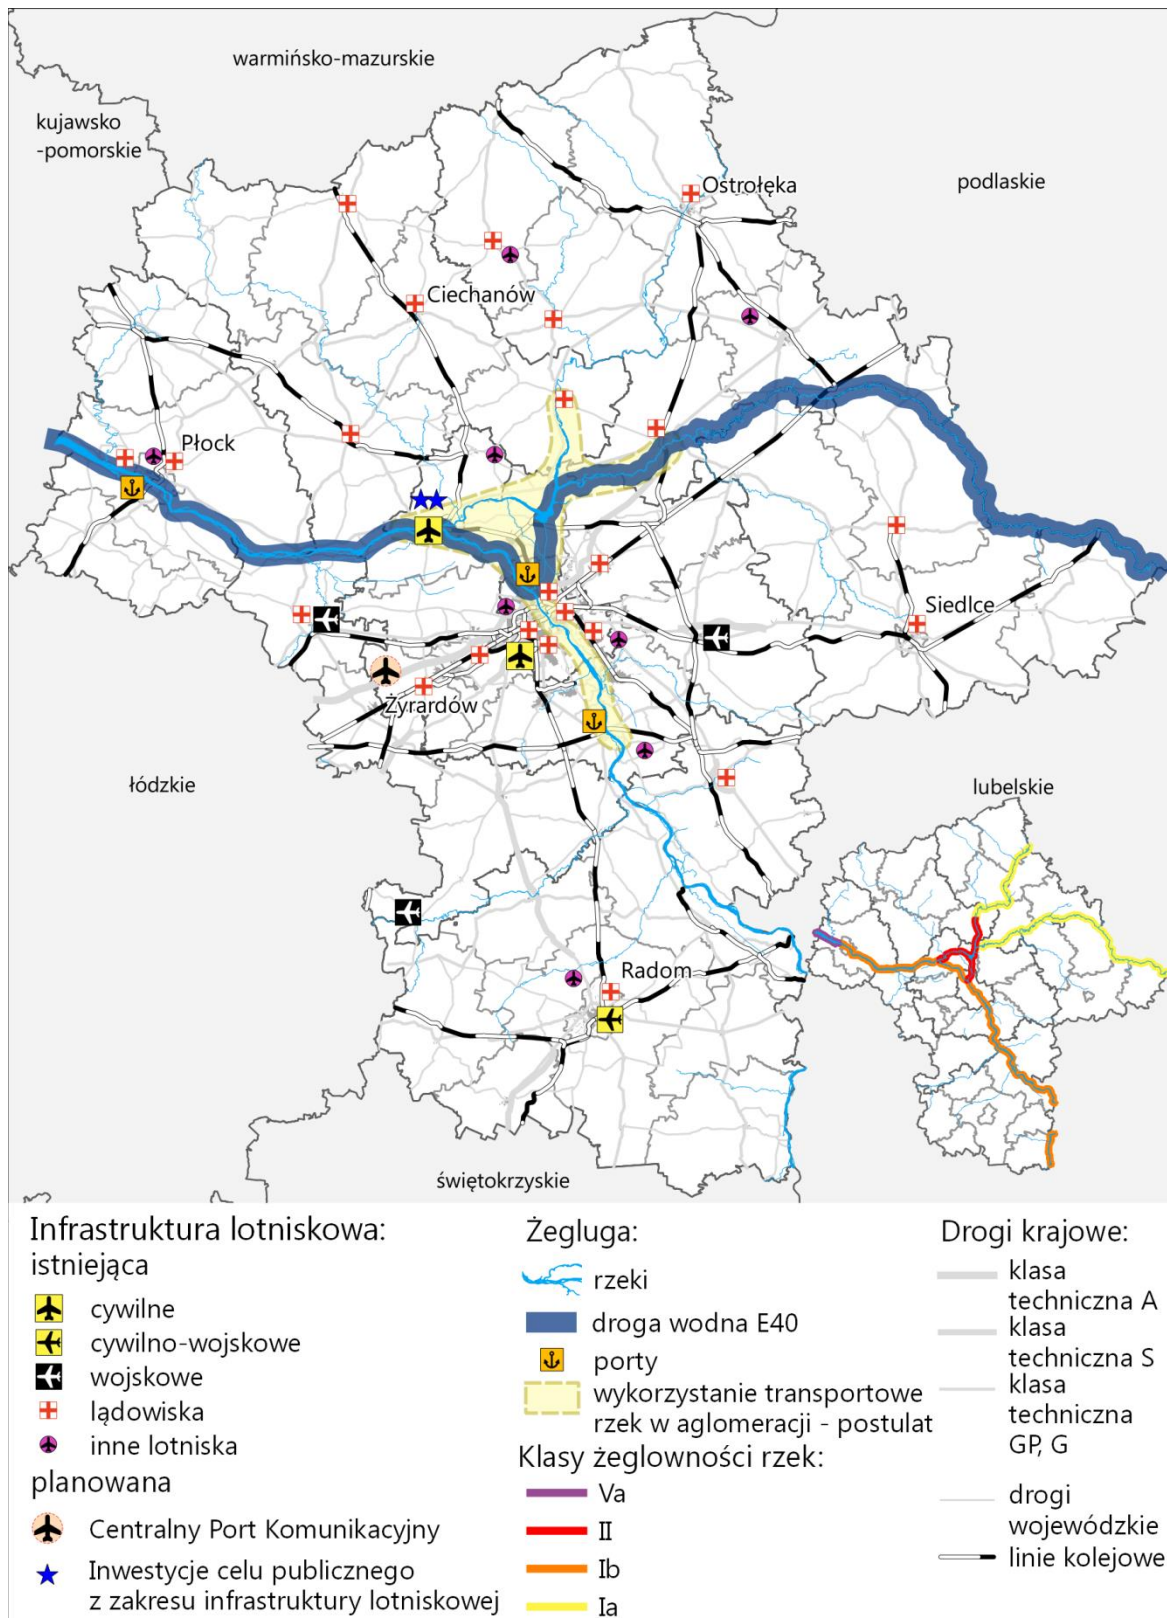 warmińsko-mazurskie
kujawsko
-pomorskie
podlaskie
Ostrołęka
Ciechanów
Płock
Siedlce
Żyrardów
łódzkie
lubelskie
Radom
świętokrzyskie
Infrastruktura lotniskowa:
istniejąca
cywilne
cywilno-wojskowe
wojskowe
lądowiska
inne lotniska
planowana
Centralny Port Komunikacyjny
Inwestycje celu publicznego
z zakresu infrastruktury lotniskowej
Żegluga:
rzeki
droga wodna E40
porty
wykorzystanie transportowe
rzek w aglomeracji - postulat
Klasy żeglowności rzek:
Va
II
Ib
Ia
Drogi krajowe:
klasa
techniczna A
klasa
techniczna S
klasa
techniczna
GP, G
drogi
wojewódzkie
linie kolejowe